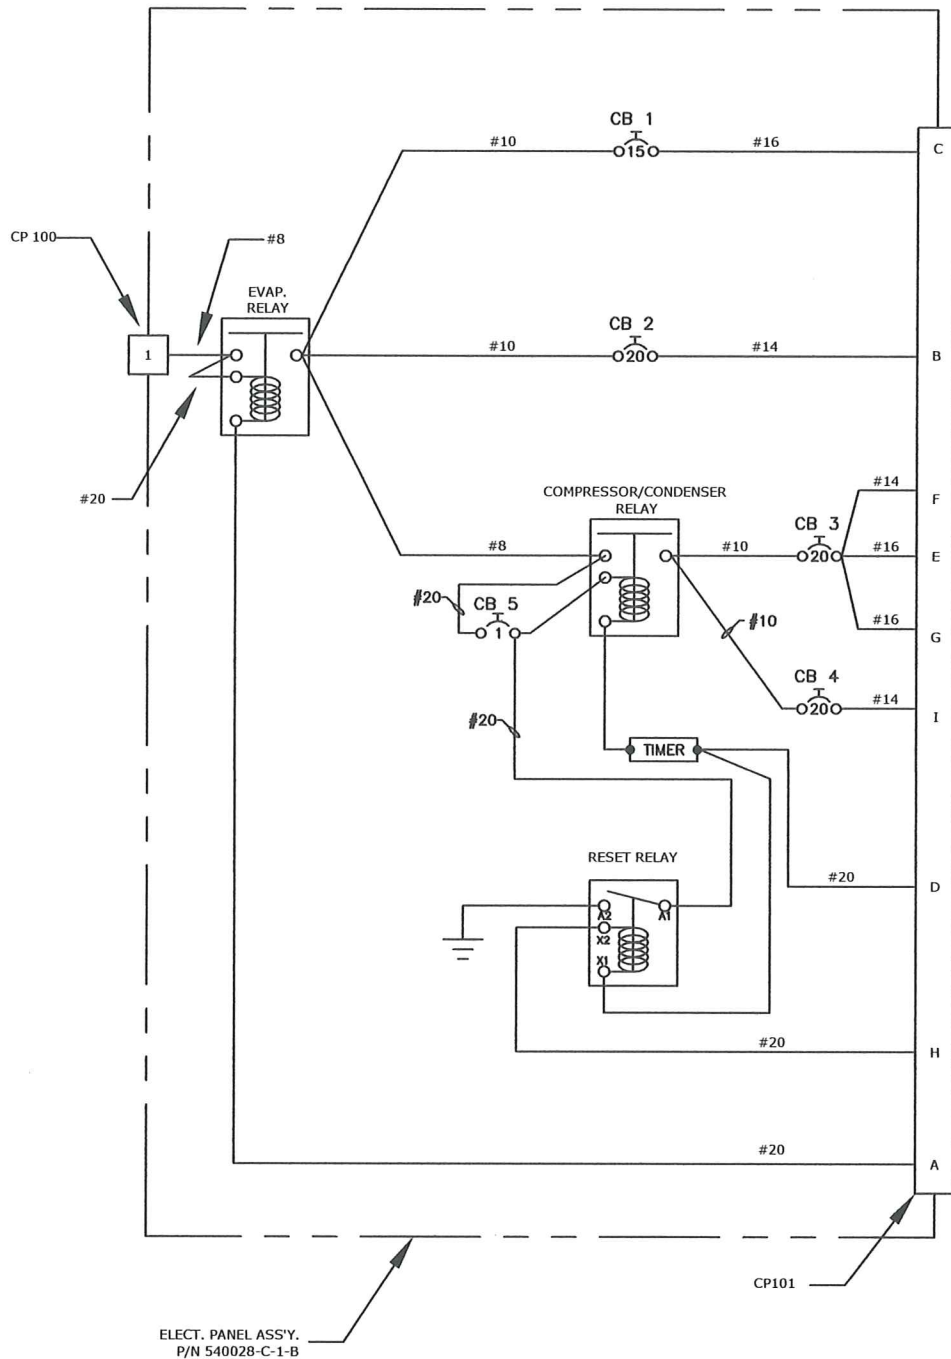 CB 1
#10
15
#16
C
CP 100
#8
EVAP.
RELAY
1
CB 2
#10
20
#14
B
#20
COMPRESSOR/CONDENSER
RELAY
#14
F
CB 3
#8
#10
20
#16
E
#20
CB 5
1
#10
#16
G
CB 4
20
#14
I
#20
TIMER
RESET RELAY
#20
D
A2
A1
X2
X1
#20
H
#20
A
CP101
ELECT. PANEL ASS'Y.
P/N 540028-C-1-B